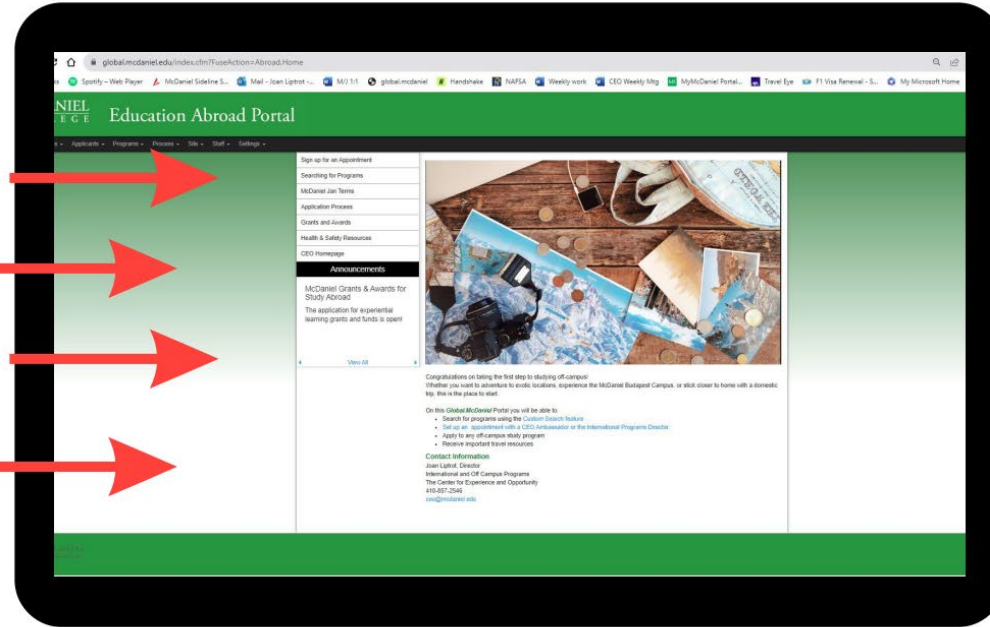 global.mcdaniel.edu/index.cfm?FuseAction=Abroad.Home
Spotify – Web Player McDaniel Sideline S... Mail - Joan Liptrot -... M/J 1:1 global.mcdaniel Handshake NAFSA Weekly work CEO Weekly Mtg MyMcDaniel Portal... Travel Eye F1 Visa Renewal - S... My Microsoft Home
Education Abroad Portal
Applicants Programs Process Site Staff Settings
Sign up for an Appointment
Searching for Programs
McDaniel Jan Terms
Application Process
Grants and Awards
Health & Safety Resources
CEO Homepage
Announcements
McDaniel Grants & Awards for
Study Abroad
The application for experiential
learning grants and funds is open!
View All
Congratulations on taking the first step to studying off-campus!
Whether you want to adventure to exotic locations, experience the McDaniel Budapest Campus, or stick closer to home with a domestic
trip, this is the place to start.
On this Global.McDaniel Portal you will be able to
Search for programs using the Custom Search feature
Set up an appointment with a CEO Ambassador or the International Programs Director
Apply to any off-campus study program
Receive important travel resources
Contact Information
Joan Liptrot, Director
International and Off Campus Programs
The Center for Experience and Opportunity
410-857-2546
ceo@mcdaniel.edu